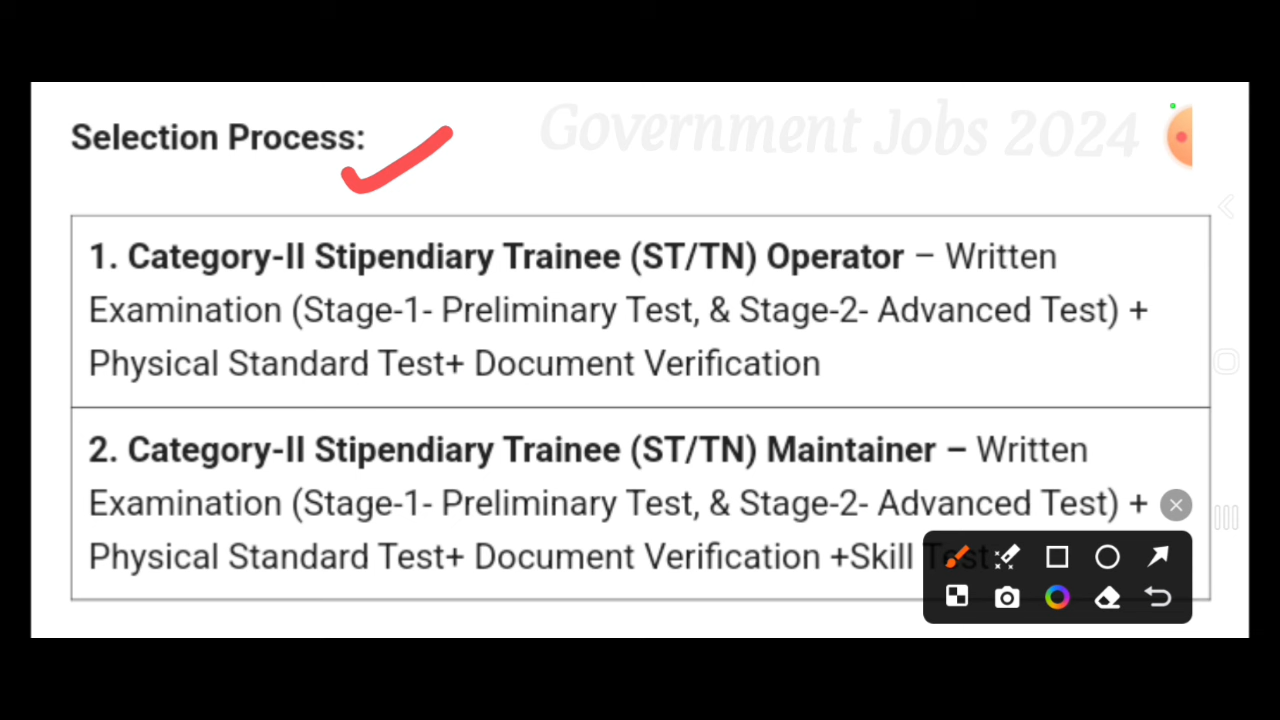 Government Jobs 2024
Selection Process:
1. Category-II Stipendiary Trainee (ST/TN) Operator – Written
Examination (Stage-1- Preliminary Test, & Stage-2- Advanced Test) +
Physical Standard Test+ Document Verification
2. Category-II Stipendiary Trainee (ST/TN) Maintainer – Written
Examination (Stage-1- Preliminary Test, & Stage-2- Advanced Test) +
Physical Standard Test+ Document Verification +Skill Test